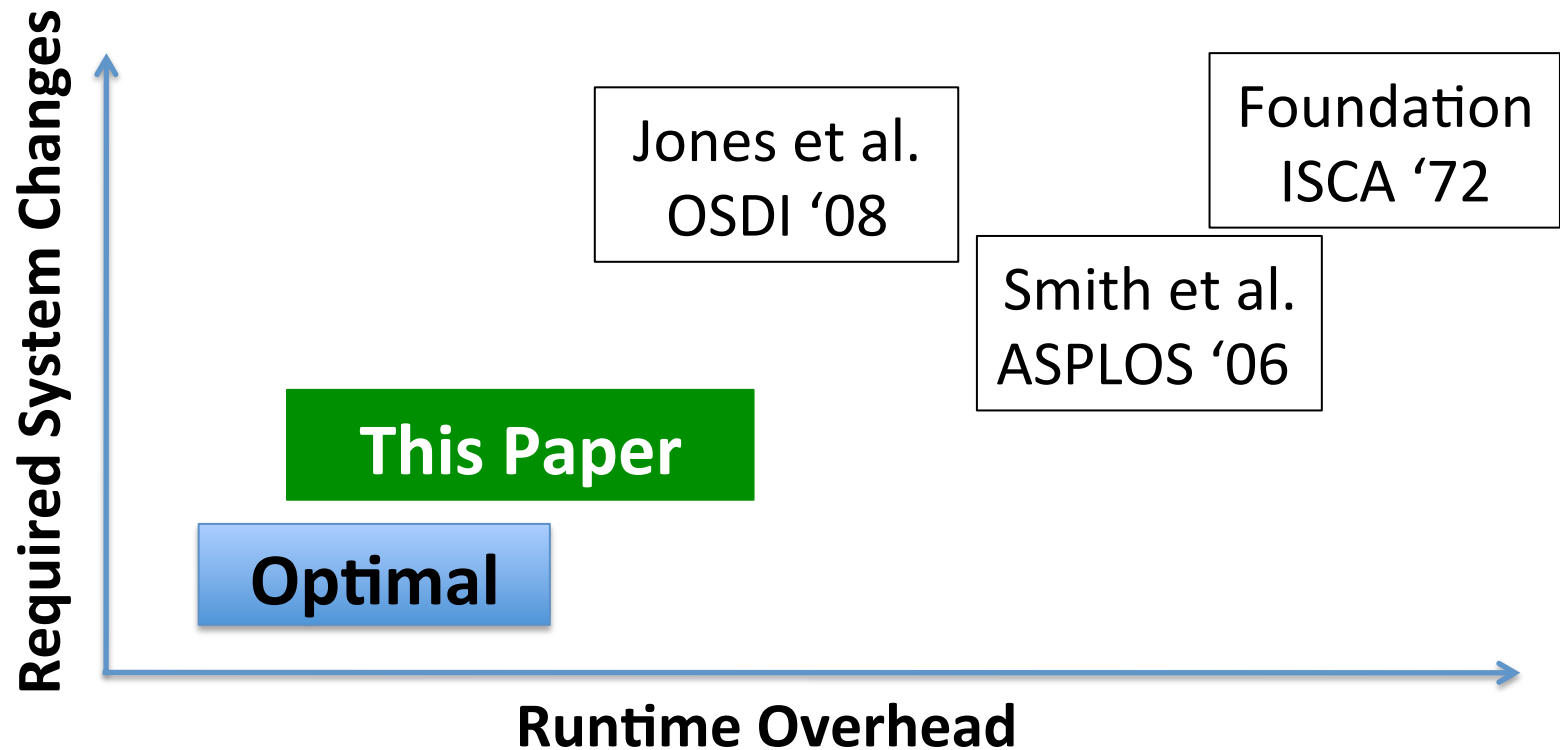 Required System Changes
Foundation
ISCA ‘72
Jones et al.
OSDI ‘08
Smith et al.
ASPLOS ‘06
This Paper
Optimal
Runtime Overhead